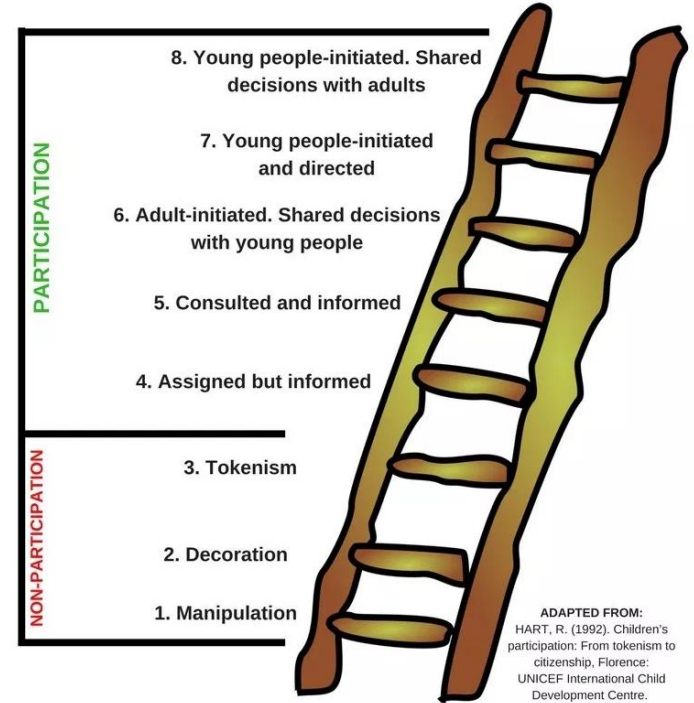 PARTICIPATION
8. Young people-initiated. Shared
decisions with adults
7. Young people-initiated
and directed
6. Adult-initiated. Shared decisions
with young people
5. Consulted and informed
4. Assigned but informed
NON-PARTICIPATION
3. Tokenism
2. Decoration
1. Manipulation
ADAPTED FROM:
HART, R. (1992). Children's
participation: From tokenism to
citizenship, Florence:
UNICEF International Child
Development Centre.